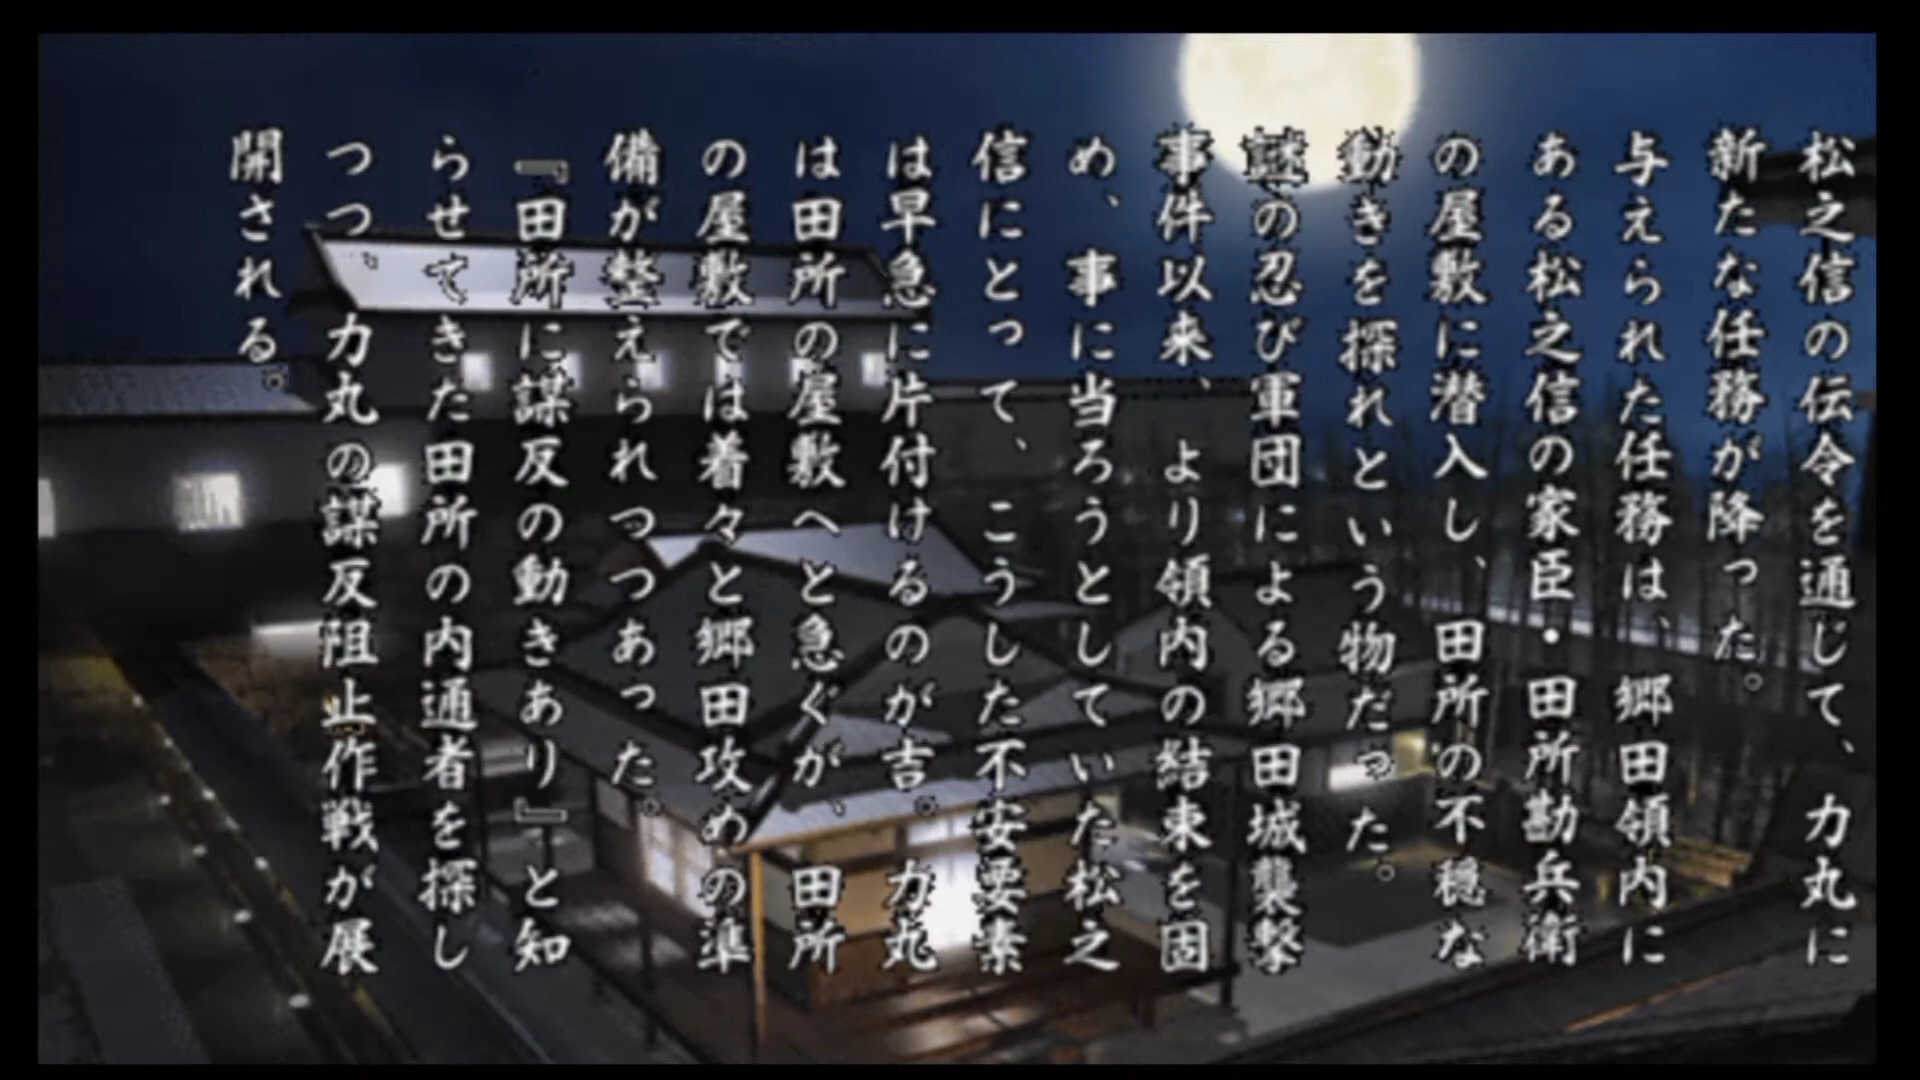 松之信の伝令を通じて、力丸に
新たな任務が降った。
与えられた任務は、郷田領内に
ある松之信の家臣・田所勘兵衛
の屋敷に潜入し、田所の不穏な
動きを探れという物だった。
謎の忍び軍団による郷田城襲撃
事件以来、より領内の結束を固
め、事に当ろうとしていた松之
信にとって、こうした不安要素
は早急に片付けるのが吉。力丸
は田所の屋敷へと急ぐが、田所
の屋敷では着々と郷田攻めの準
備が整えられつつあった。
『田所に謀反の動きあり』と知
らせてきた田所の内通者を探し
つつ、力丸の謀反阻止作戦が展
開される。